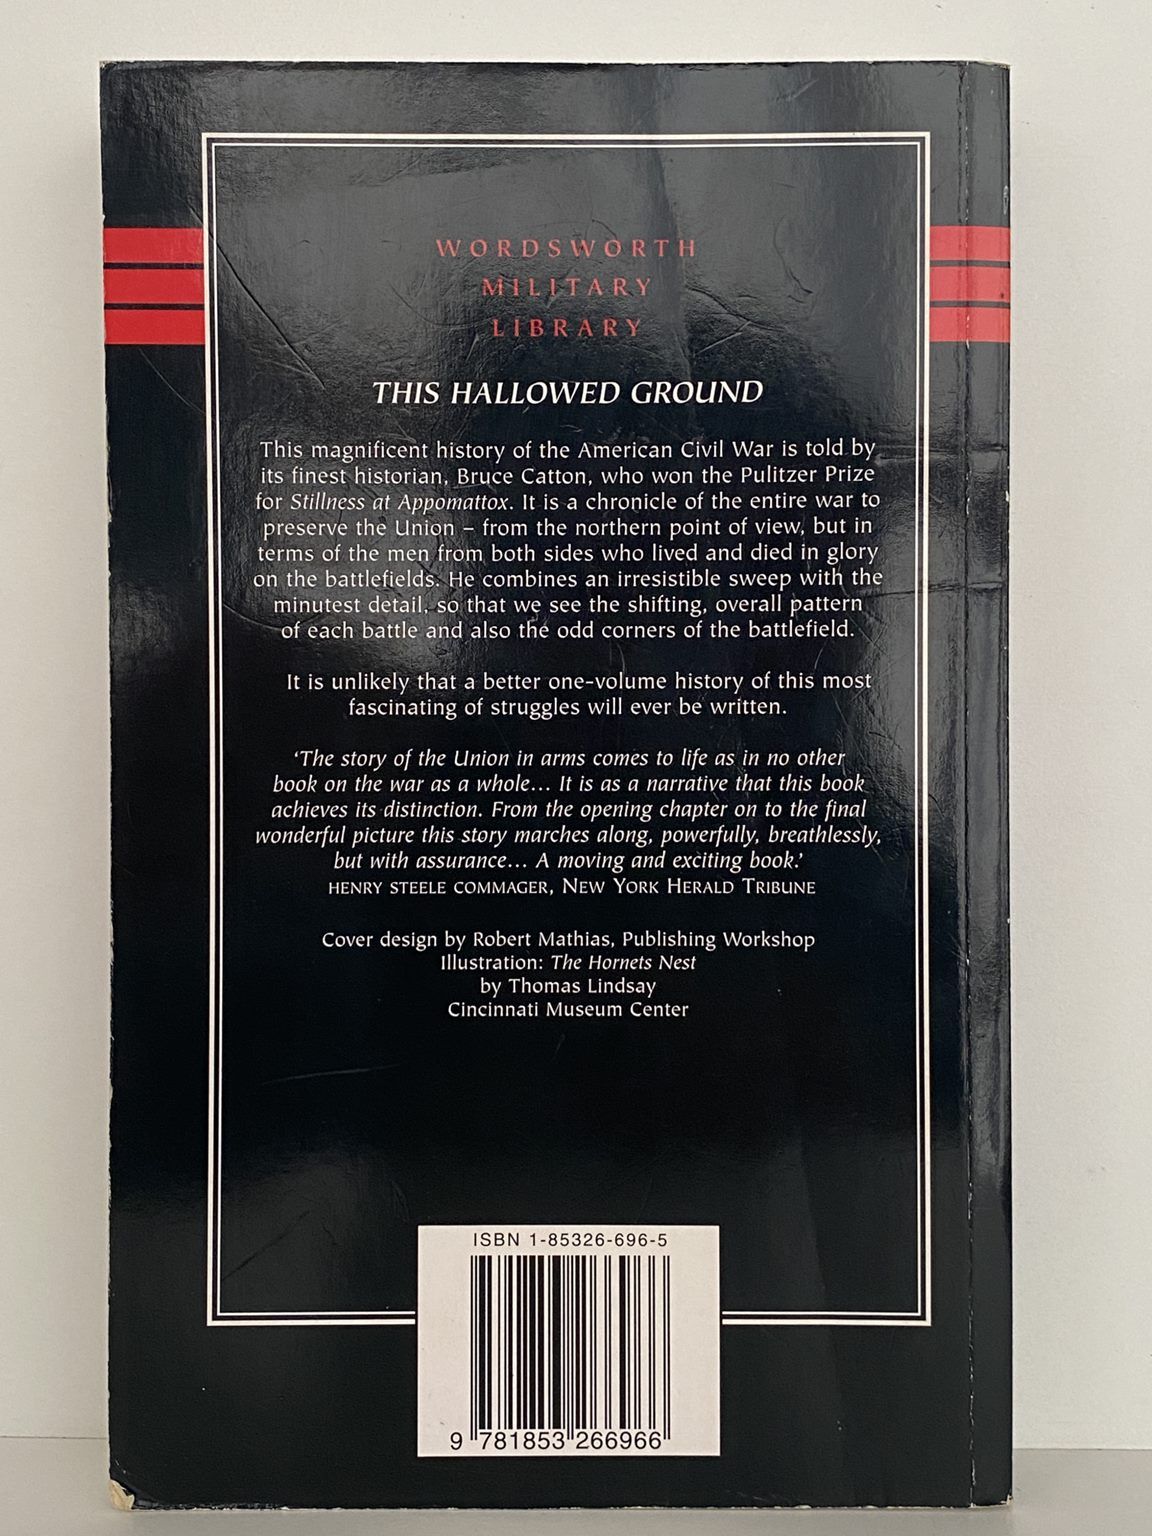 WORDSWORTH
MILITARY
LIBRARY
THIS HALLOWED GROUND
This magnificent history of the American Civil War is told by
its finest historian, Bruce Catton, who won the Pulitzer Prize
for Stillness at Appomattox. It is a chronicle of the entire war to
preserve the Union – from the northern point of view, but in
terms of the men from both sides who lived and died in glory
on the battlefields. He combines an irresistible sweep with the
minutest detail, so that we see the shifting, overall pattern
of each battle and also the odd corners of the battlefield.
It is unlikely that a better one-volume history of this most
fascinating of struggles will ever be written.
‘The story of the Union in arms comes to life as in no other
book on the war as a whole... It is as a narrative that this book
achieves its distinction. From the opening chapter on to the final
wonderful picture this story marches along, powerfully, breathlessly,
but with assurance... A moving and exciting book.’
HENRY STEELE COMMAGER, NEW YORK HERALD TRIBUNE
Cover design by Robert Mathias, Publishing Workshop
Illustration: The Hornets Nest
by Thomas Lindsay
Cincinnati Museum Center
ISBN 1-85326-696-5
9 781853 266966